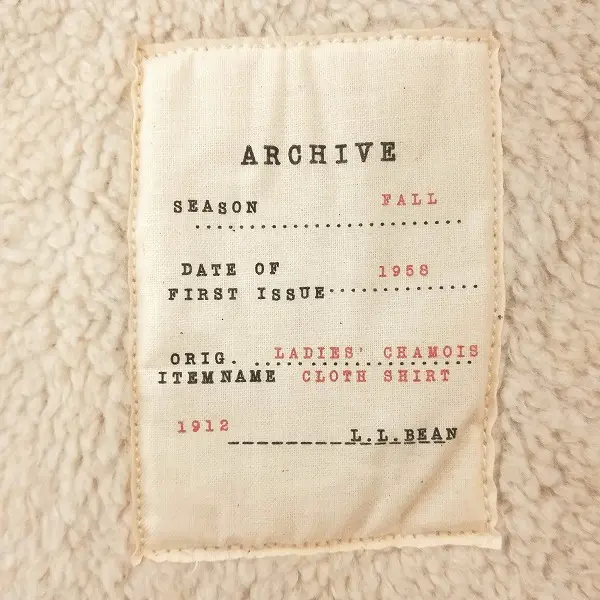 ARCHIVE
SEASON FALL
DATE OF
FIRST ISSUE 1958
ORIG. LADIES' CHAMOIS
ITEMNAME CLOTH SHIRT
1912 L.L.BEAN